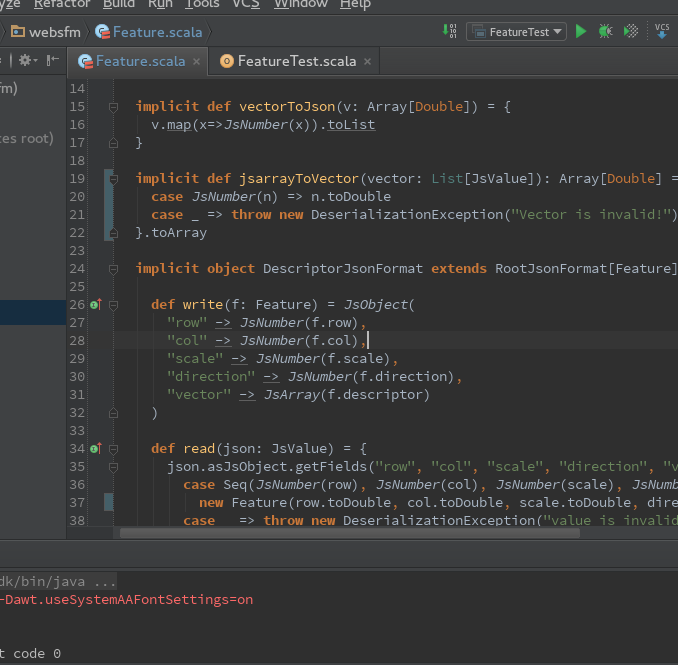 yze Refactor Build Run Tools VCS Window Help
websfm Feature.scala FeatureTest VCS
Feature.scala × FeatureTest.scala ×
fm)
tes root)
14
15 implicit def vectorToJson(v: Array[Double]) = {
16 v.map(x=>JsNumber(x)).toList
17 }
18
19 implicit def jsarrayToVector(vector: List[JsValue]): Array[Double] =
20 case JsNumber(n) => n.toDouble
21 case _ => throw new DeserializationException("Vector is invalid!")
22 }.toArray
23
24 implicit object DescriptorJsonFormat extends RootJsonFormat[Feature]
25
26 def write(f: Feature) = JsObject(
27 "row" -> JsNumber(f.row),
28 "col" -> JsNumber(f.col),
29 "scale" -> JsNumber(f.scale),
30 "direction" -> JsNumber(f.direction),
31 "vector" -> JsArray(f.descriptor)
32 )
33
34 def read(json: JsValue) = {
35 json.asJsObject.getFields("row", "col", "scale", "direction", "v
36 case Seq(JsNumber(row), JsNumber(col), JsNumber(scale), JsNumb
37 new Feature(row.toDouble, col.toDouble, scale.toDouble, dire
38 case _ => throw new DeserializationException("value is invalid
dk/bin/java ...
-Dawt.useSystemAAFontSettings=on
t code 0